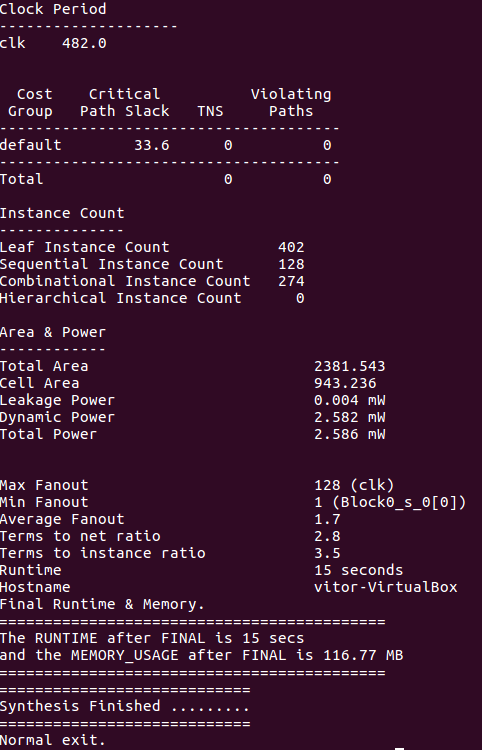 Clock Period
--------------------
clk    482.0
  Cost    Critical         Violating
 Group   Path Slack   TNS     Paths
--------------------------------------
default        33.6      0          0
--------------------------------------
Total                    0          0
Instance Count
--------------
Leaf Instance Count            402
Sequential Instance Count      128
Combinational Instance Count   274
Hierarchical Instance Count      0
Area & Power
------------
Total Area                         2381.543
Cell Area                          943.236
Leakage Power                      0.004 mW
Dynamic Power                      2.582 mW
Total Power                        2.586 mW
Max Fanout                         128 (clk)
Min Fanout                         1 (Block0_s_0[0])
Average Fanout                     1.7
Terms to net ratio                 2.8
Terms to instance ratio            3.5
Runtime                            15 seconds
Hostname                           vitor-VirtualBox
Final Runtime & Memory.
===========================================
The RUNTIME after FINAL is 15 secs
and the MEMORY_USAGE after FINAL is 116.77 MB
===========================================
============================
Synthesis Finished .........
============================
Normal exit.